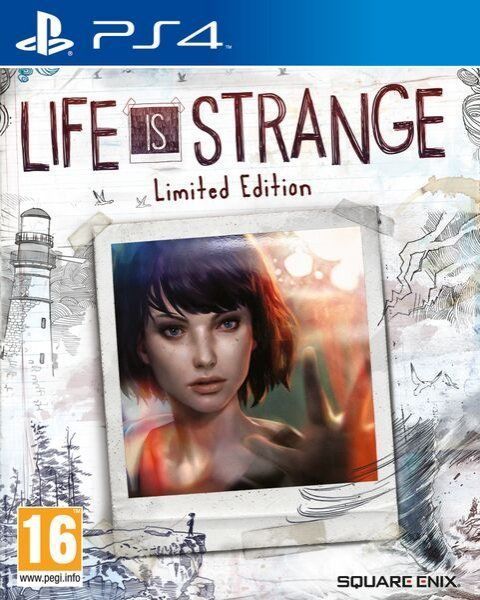 PS4
LIFE IS STRANGE
Limited Edition
16
www.pegi.info
SQUARE ENIX